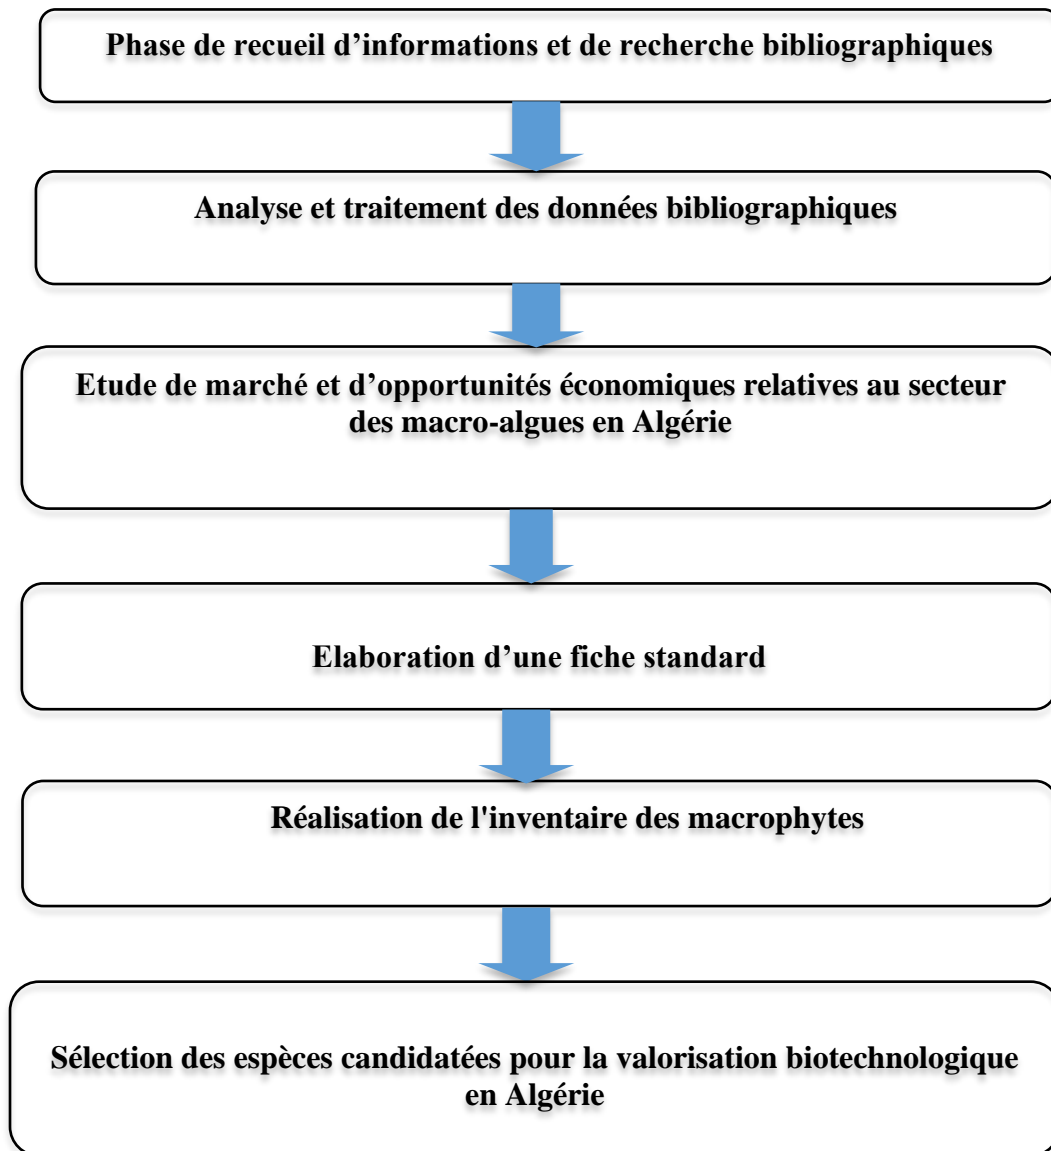 Phase de recueil d’informations et de recherche bibliographiques
Analyse et traitement des données bibliographiques
Etude de marché et d’opportunités économiques relatives au secteur
des macro-algues en Algérie
Elaboration d’une fiche standard
Réalisation de l'inventaire des macrophytes
Sélection des espèces candidatées pour la valorisation biotechnologique
en Algérie